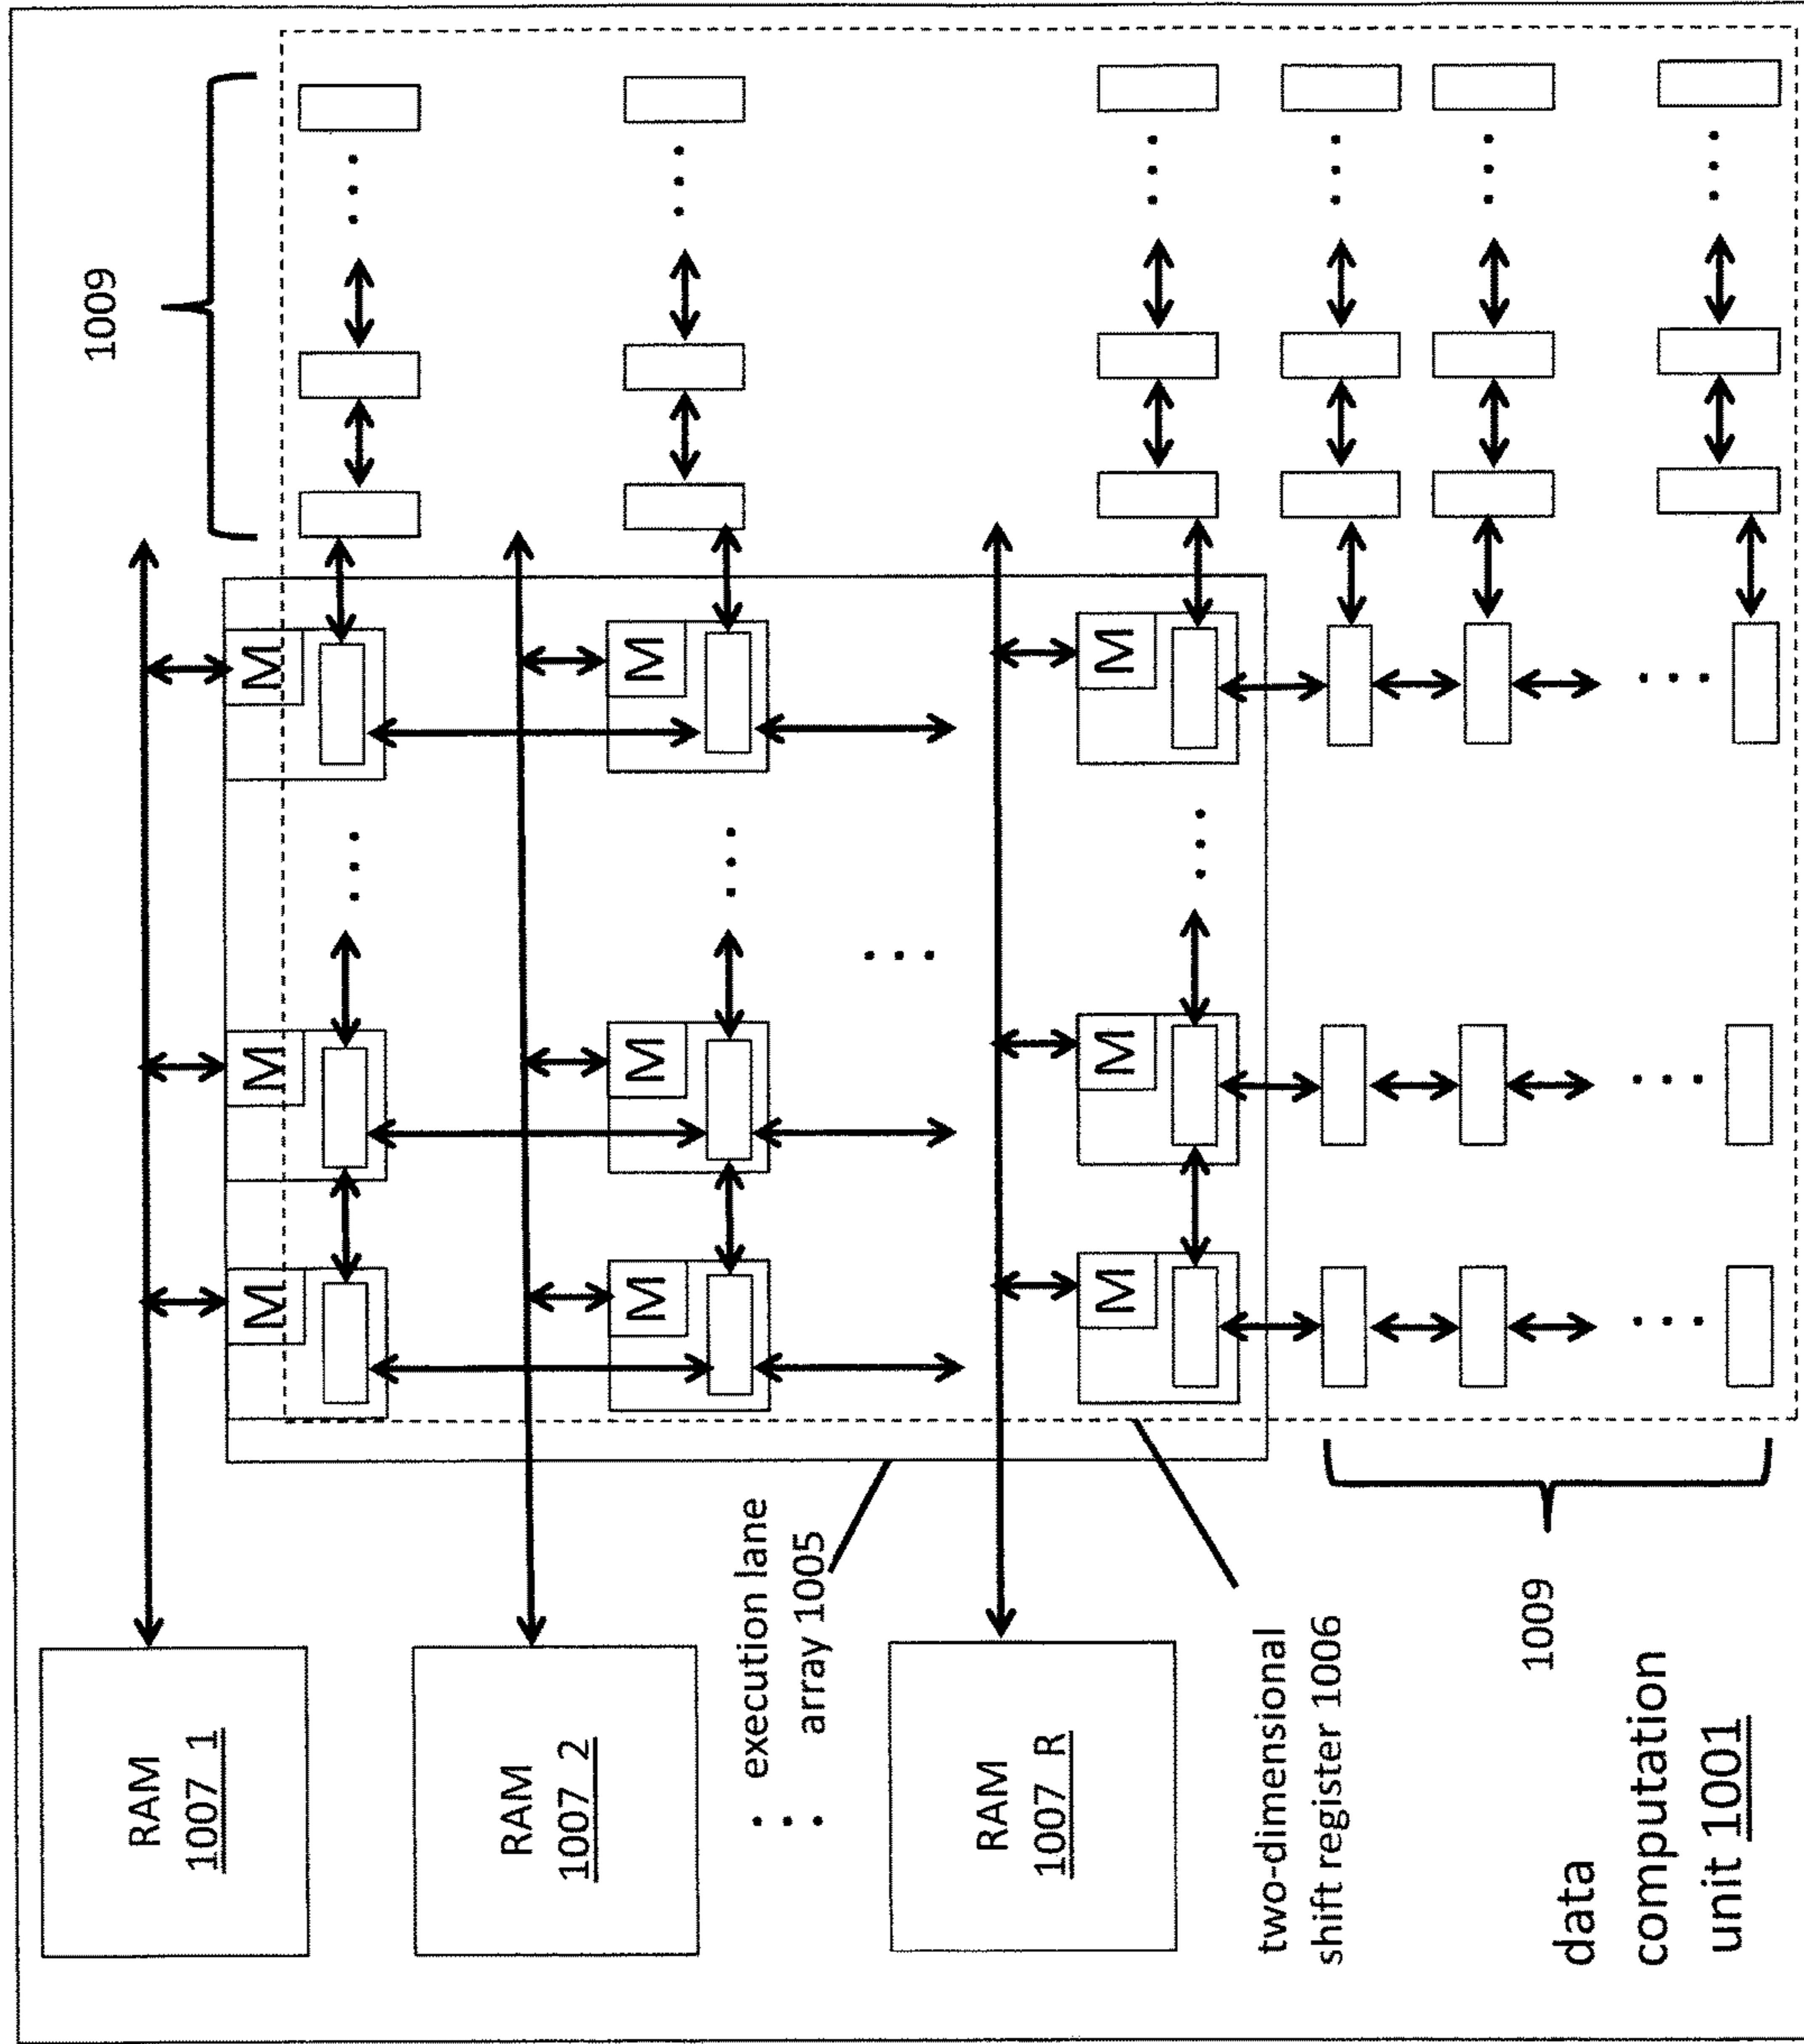 1009
RAM
1007_1
M
M
M
RAM
1007_2
M
M
M
execution lane
array 1005
RAM
1007_R
M
M
M
two-dimensional
shift register 1006
1009
data
computation
unit 1001